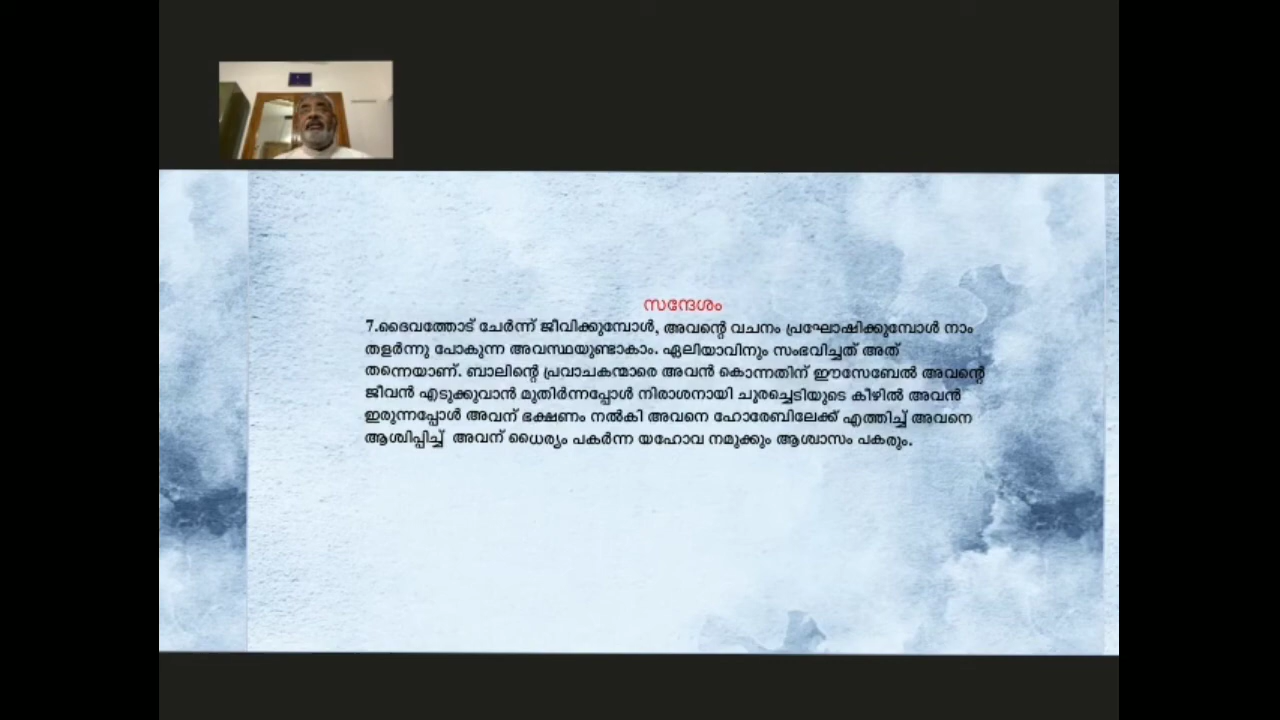 സന്ദേശം
7.ദൈവത്തോട് ചേർന്ന് ജീവിക്കുമ്പോൾ, അവന്റെ വചനം പ്രഘോഷിക്കുമ്പോൾ നാം
തളർന്നു പോകുന്ന അവസ്ഥയുണ്ടാകാം. ഏലിയാവിനും സംഭവിച്ചത് അത്
തന്നെയാണ്. ബാലിന്റെ പ്രവാചകന്മാരെ അവൻ കൊന്നതിന് ഈസേബേൽ അവന്റെ
ജീവൻ എടുക്കുവാൻ മുതിർന്നപ്പോൾ നിരാശനായി ചൂരച്ചെടിയുടെ കീഴിൽ അവൻ
ഇരുന്നപ്പോൾ അവന് ഭക്ഷണം നൽകി അവനെ ഹോരേബിലേക്ക് എത്തിച്ച് അവനെ
ആശ്വിപ്പിച്ച് അവന് ധൈര്യം പകർന്ന യഹോവ നമുക്കും ആശ്വാസം പകരും.